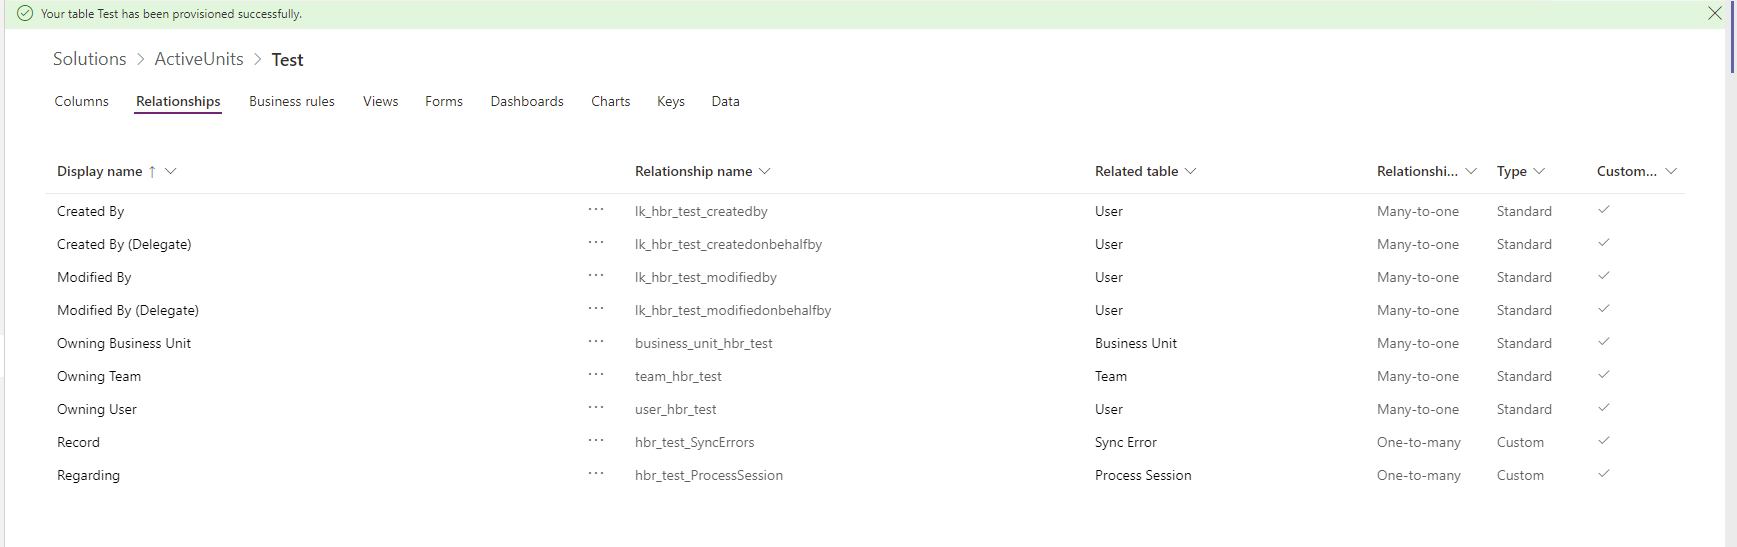 Your table Test has been provisioned successfully.
Solutions > ActiveUnits > Test
Columns Relationships Business rules Views Forms Dashboards Charts Keys Data
Display name ↑ Relationship name Related table Relationshi... Type Custom...
Created By ··· lk_hbr_test_createdby User Many-to-one Standard
Created By (Delegate) ··· lk_hbr_test_createdonbehalfby User Many-to-one Standard
Modified By ··· lk_hbr_test_modifiedby User Many-to-one Standard
Modified By (Delegate) ··· lk_hbr_test_modifiedonbehalfby User Many-to-one Standard
Owning Business Unit ··· business_unit_hbr_test Business Unit Many-to-one Standard
Owning Team ··· team_hbr_test Team Many-to-one Standard
Owning User ··· user_hbr_test User Many-to-one Standard
Record ··· hbr_test_SyncErrors Sync Error One-to-many Custom
Regarding ··· hbr_test_ProcessSession Process Session One-to-many Custom